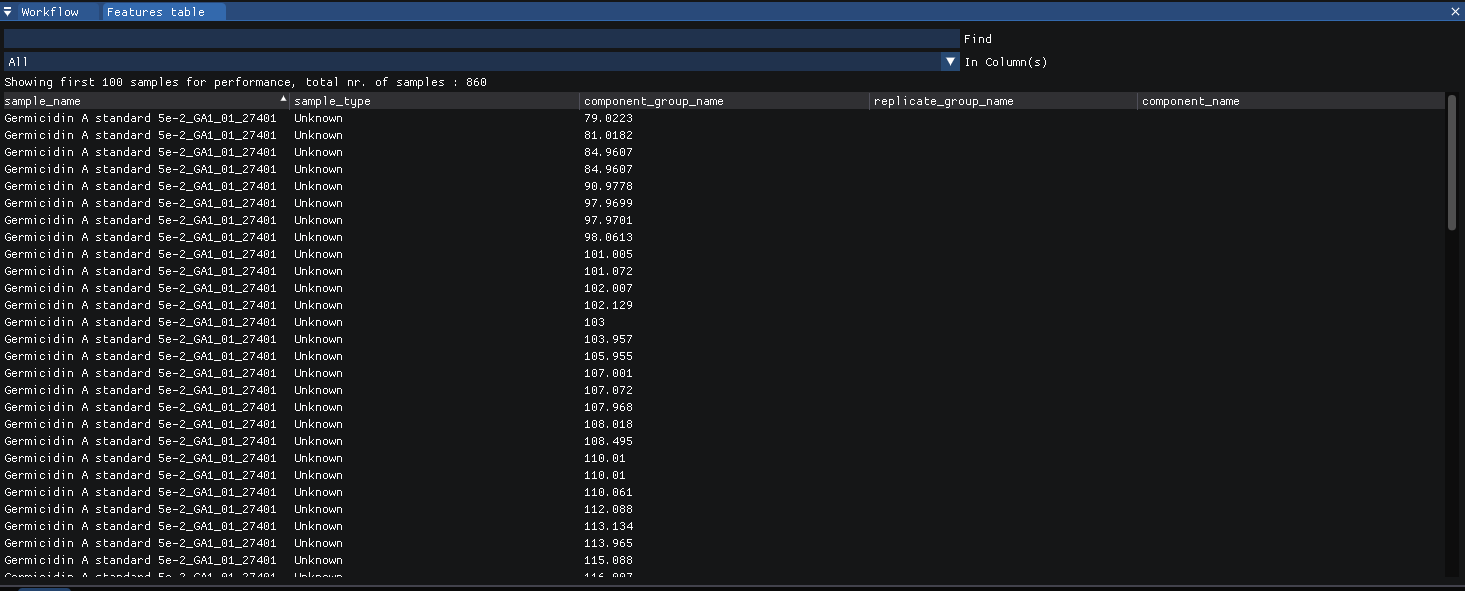 Workflow Features table
Find
All In Column(s)
Showing first 100 samples for performance, total nr. of samples : 860
sample_name sample_type component_group_name replicate_group_name component_name
Germicidin A standard 5e-2_GA1_01_27401 Unknown 79.0223
Germicidin A standard 5e-2_GA1_01_27401 Unknown 81.0182
Germicidin A standard 5e-2_GA1_01_27401 Unknown 84.9607
Germicidin A standard 5e-2_GA1_01_27401 Unknown 84.9607
Germicidin A standard 5e-2_GA1_01_27401 Unknown 90.9778
Germicidin A standard 5e-2_GA1_01_27401 Unknown 97.9699
Germicidin A standard 5e-2_GA1_01_27401 Unknown 97.9701
Germicidin A standard 5e-2_GA1_01_27401 Unknown 98.0613
Germicidin A standard 5e-2_GA1_01_27401 Unknown 101.005
Germicidin A standard 5e-2_GA1_01_27401 Unknown 101.072
Germicidin A standard 5e-2_GA1_01_27401 Unknown 102.007
Germicidin A standard 5e-2_GA1_01_27401 Unknown 102.129
Germicidin A standard 5e-2_GA1_01_27401 Unknown 103
Germicidin A standard 5e-2_GA1_01_27401 Unknown 103.957
Germicidin A standard 5e-2_GA1_01_27401 Unknown 105.955
Germicidin A standard 5e-2_GA1_01_27401 Unknown 107.001
Germicidin A standard 5e-2_GA1_01_27401 Unknown 107.072
Germicidin A standard 5e-2_GA1_01_27401 Unknown 107.968
Germicidin A standard 5e-2_GA1_01_27401 Unknown 108.018
Germicidin A standard 5e-2_GA1_01_27401 Unknown 108.495
Germicidin A standard 5e-2_GA1_01_27401 Unknown 110.01
Germicidin A standard 5e-2_GA1_01_27401 Unknown 110.01
Germicidin A standard 5e-2_GA1_01_27401 Unknown 110.061
Germicidin A standard 5e-2_GA1_01_27401 Unknown 112.088
Germicidin A standard 5e-2_GA1_01_27401 Unknown 113.134
Germicidin A standard 5e-2_GA1_01_27401 Unknown 113.965
Germicidin A standard 5e-2_GA1_01_27401 Unknown 115.088
Germicidin A standard 5e-2_GA1_01_27401 Unknown 116.007